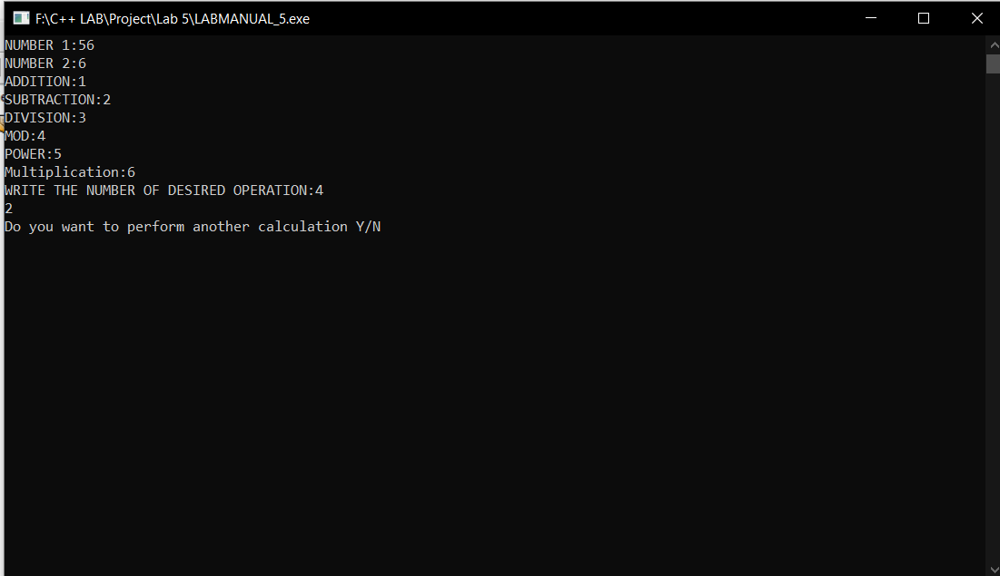 F:\C++ LAB\Project\Lab 5\LABMANUAL_5.exe
NUMBER 1:56
NUMBER 2:6
ADDITION:1
SUBTRACTION:2
DIVISION:3
MOD:4
POWER:5
Multiplication:6
WRITE THE NUMBER OF DESIRED OPERATION:4
2
Do you want to perform another calculation Y/N